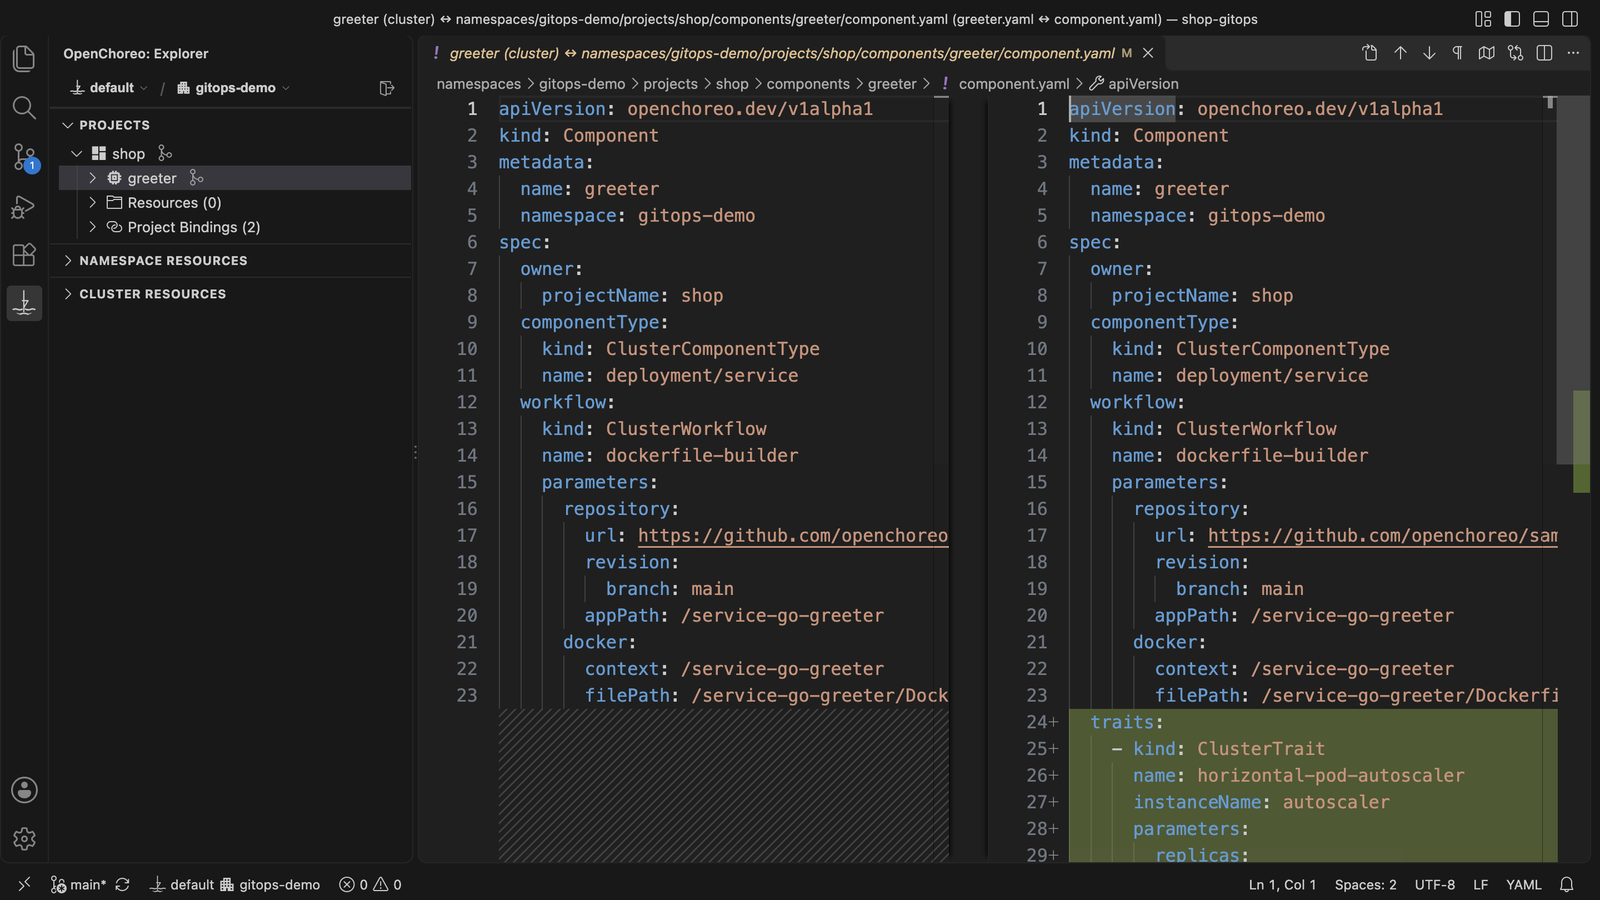 greeter (cluster) ↔ namespaces/gitops-demo/projects/shop/components/greeter/component.yaml (greeter.yaml ↔ component.yaml) — shop-gitops
OpenChoreo: Explorer
default / gitops-demo
PROJECTS
shop
greeter
Resources (0)
Project Bindings (2)
NAMESPACE RESOURCES
CLUSTER RESOURCES
1
! greeter (cluster) ↔ namespaces/gitops-demo/projects/shop/components/greeter/component.yaml M
namespaces > gitops-demo > projects > shop > components > greeter > ! component.yaml > apiVersion
1 apiVersion: openchoreo.dev/v1alpha1
2 kind: Component
3 metadata:
4 name: greeter
5 namespace: gitops-demo
6 spec:
7 owner:
8 projectName: shop
9 componentType:
10 kind: ClusterComponentType
11 name: deployment/service
12 workflow:
13 kind: ClusterWorkflow
14 name: dockerfile-builder
15 parameters:
16 repository:
17 url: https://github.com/openchoreo
18 revision:
19 branch: main
20 appPath: /service-go-greeter
21 docker:
22 context: /service-go-greeter
23 filePath: /service-go-greeter/Dock
1 apiVersion: openchoreo.dev/v1alpha1
2 kind: Component
3 metadata:
4 name: greeter
5 namespace: gitops-demo
6 spec:
7 owner:
8 projectName: shop
9 componentType:
10 kind: ClusterComponentType
11 name: deployment/service
12 workflow:
13 kind: ClusterWorkflow
14 name: dockerfile-builder
15 parameters:
16 repository:
17 url: https://github.com/openchoreo/sam
18 revision:
19 branch: main
20 appPath: /service-go-greeter
21 docker:
22 context: /service-go-greeter
23 filePath: /service-go-greeter/Dockerfi
24+ traits:
25+ - kind: ClusterTrait
26+ name: horizontal-pod-autoscaler
27+ instanceName: autoscaler
28+ parameters:
29+ replicas:
main* default gitops-demo 0 0
Ln 1, Col 1 Spaces: 2 UTF-8 LF YAML